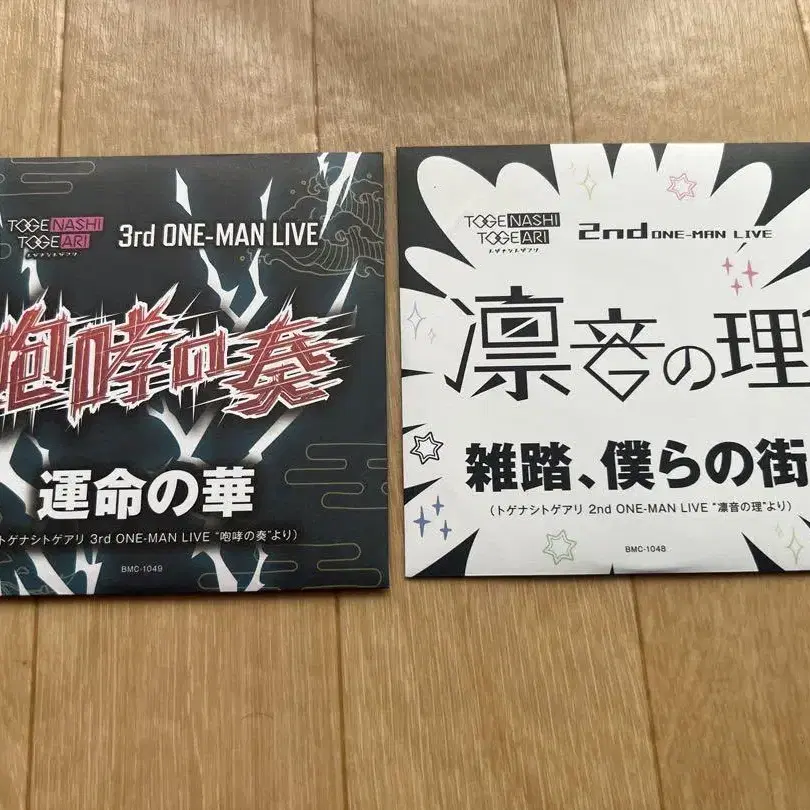 TOGENASHI
TOGEARI
トゲナシトゲアリ
3rd ONE-MAN LIVE
咆哮の奏
運命の華
トゲナシトゲアリ 3rd ONE-MAN LIVE “咆哮の奏”より）
BMC-1049
TOGENASHI
TOGEARI
トゲナシトゲアリ
2nd ONE-MAN LIVE
凛音の理
雑踏、僕らの街
（トゲナシトゲアリ 2nd ONE-MAN LIVE “凛音の理”より）
BMC-1048